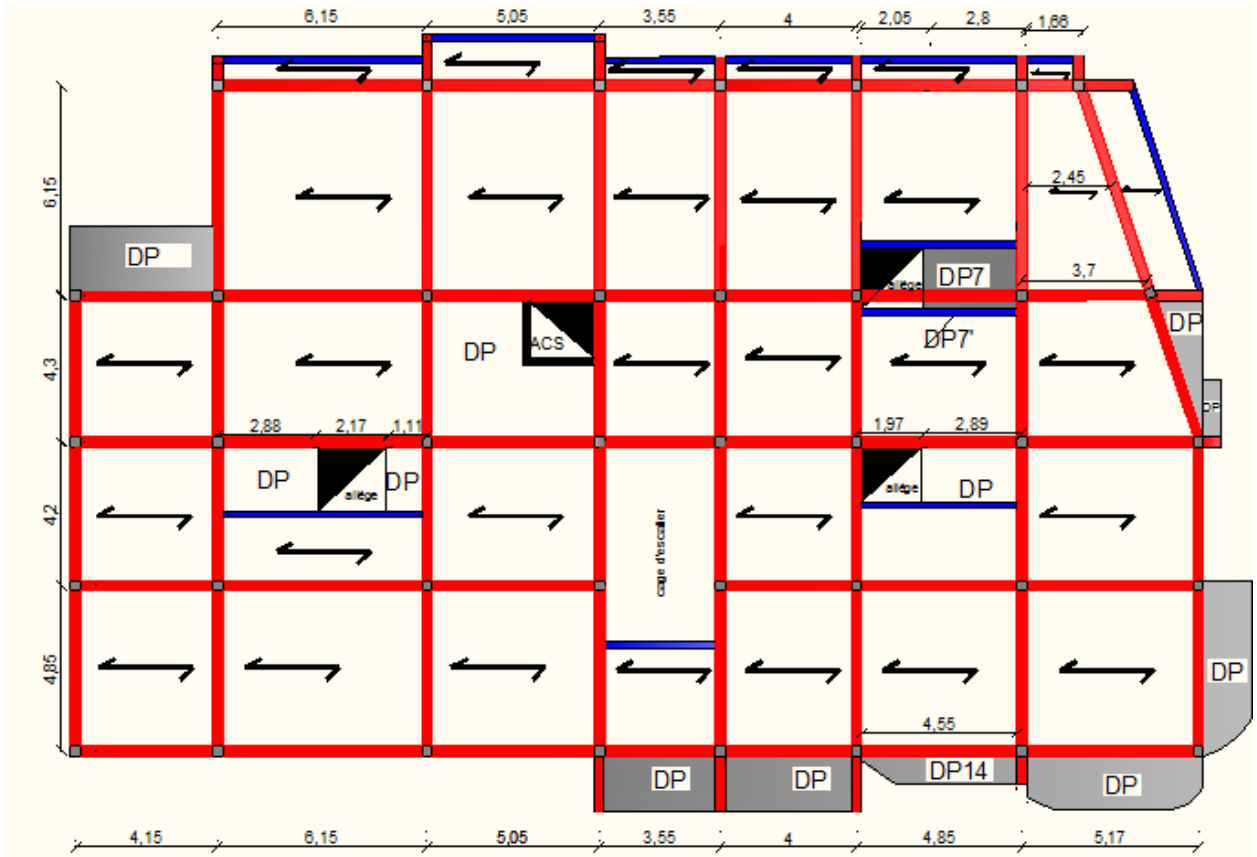 6,15 5,05 3,55 4 2,05 2,8 1,66
6,15
2,45
DP
allége DP7
3,7
DP7'
DP
4,3
DP ACS
DP
2,88 2,17 1,11
1,97 2,89
DP allége DP
allége DP
4,2
cage d'escalier
4,85
DP
4,55
DP DP DP14 DP
4,15 6,15 5,05 3,55 4 4,85 5,17